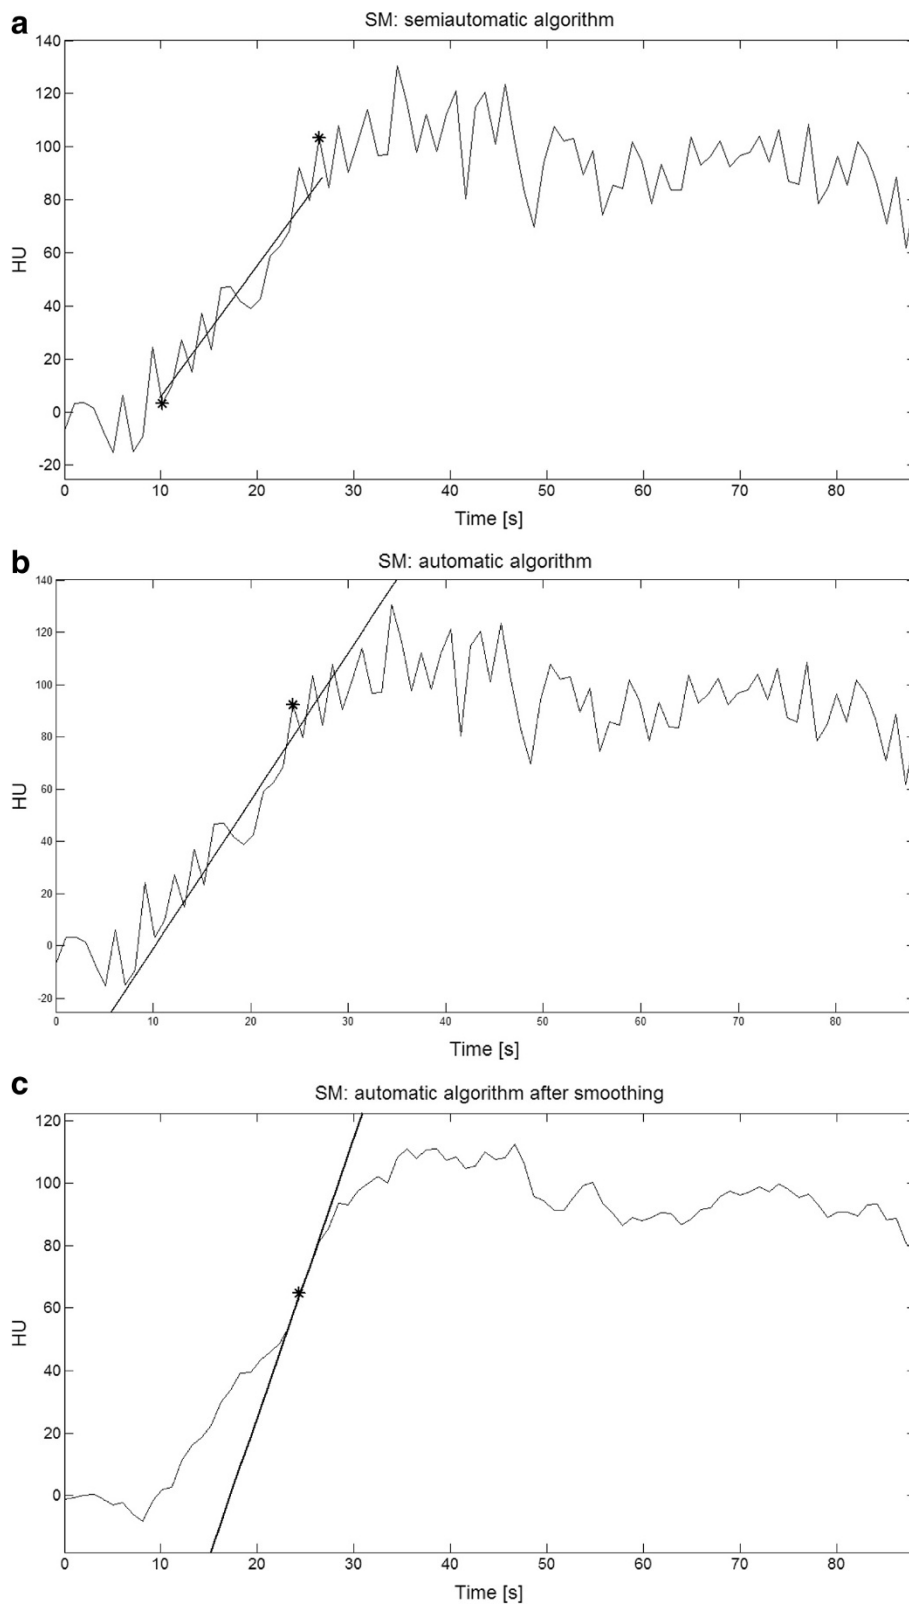 a
SM: semiautomatic algorithm
140
120
100
80
60
40
20
0
-20
HU
0 10 20 30 40 50 60 70 80
Time [s]
b
SM: automatic algorithm
140
120
100
80
60
40
20
0
-20
HU
0 10 20 30 40 50 60 70 80
Time [s]
c
SM: automatic algorithm after smoothing
120
100
80
60
40
20
0
HU
0 10 20 30 40 50 60 70 80
Time [s]